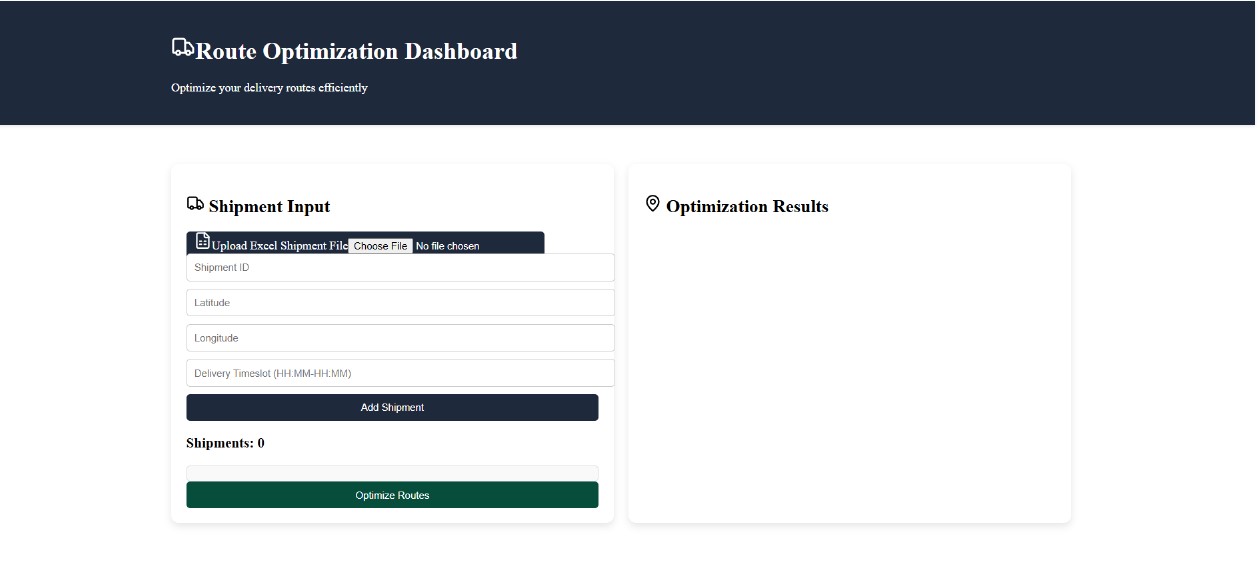 Route Optimization Dashboard
Optimize your delivery routes efficiently
Shipment Input
Upload Excel Shipment File Choose File No file chosen
Shipment ID
Latitude
Longitude
Delivery Timeslot (HH:MM-HH:MM)
Add Shipment
Shipments: 0
Optimize Routes
Optimization Results